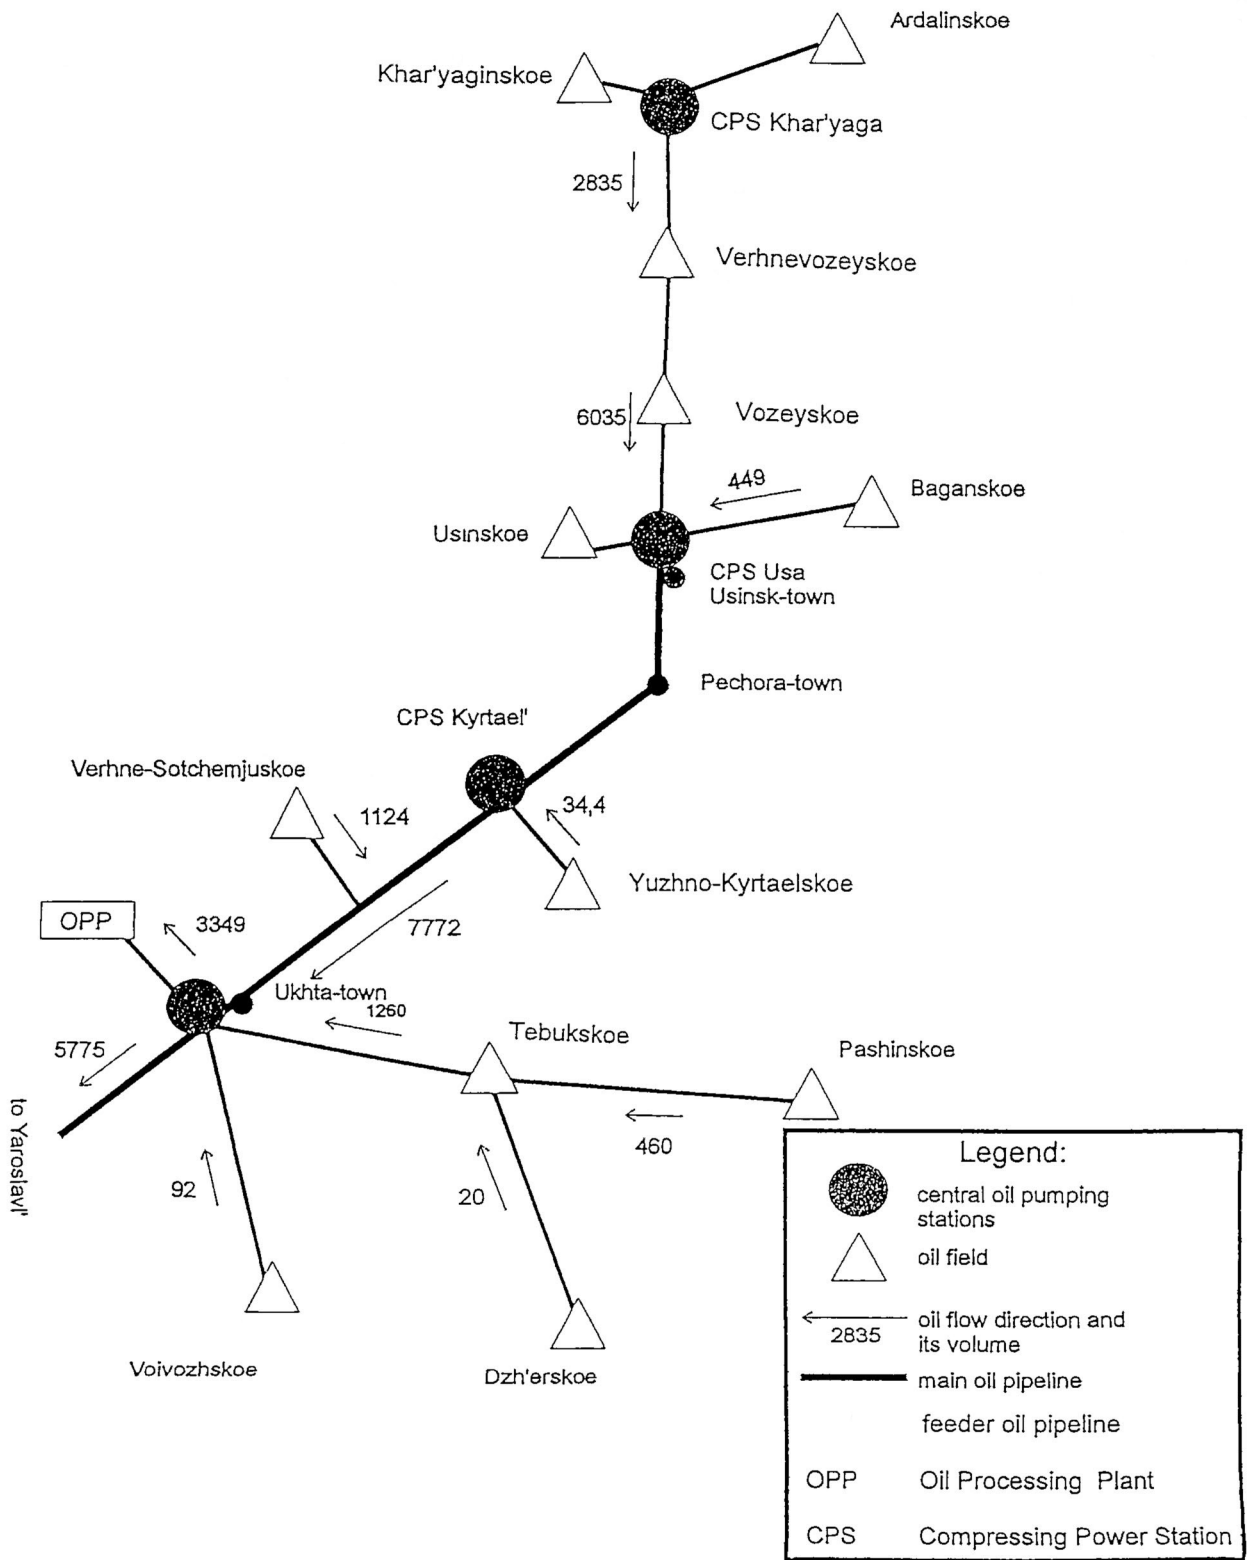 Ardalinskoe
Khar'yaginskoe
CPS Khar'yaga
2835
Verhnevozeyskoe
6035
Vozeyskoe
449
Baganskoe
Usinskoe
CPS Usa
Usinsk-town
Pechora-town
CPS Kyrtael'
Verhne-Sotchemjuskoe
1124
34,4
Yuzhno-Kyrtaelskoe
OPP
3349
7772
Ukhta-town
1260
Tebukskoe
Pashinskoe
5775
to Yaroslavl'
460
92
20
Voivozhskoe
Dzh'erskoe
Legend:
central oil pumping
stations
oil field
2835
oil flow direction and
its volume
main oil pipeline
feeder oil pipeline
OPP Oil Processing Plant
CPS Compressing Power Station